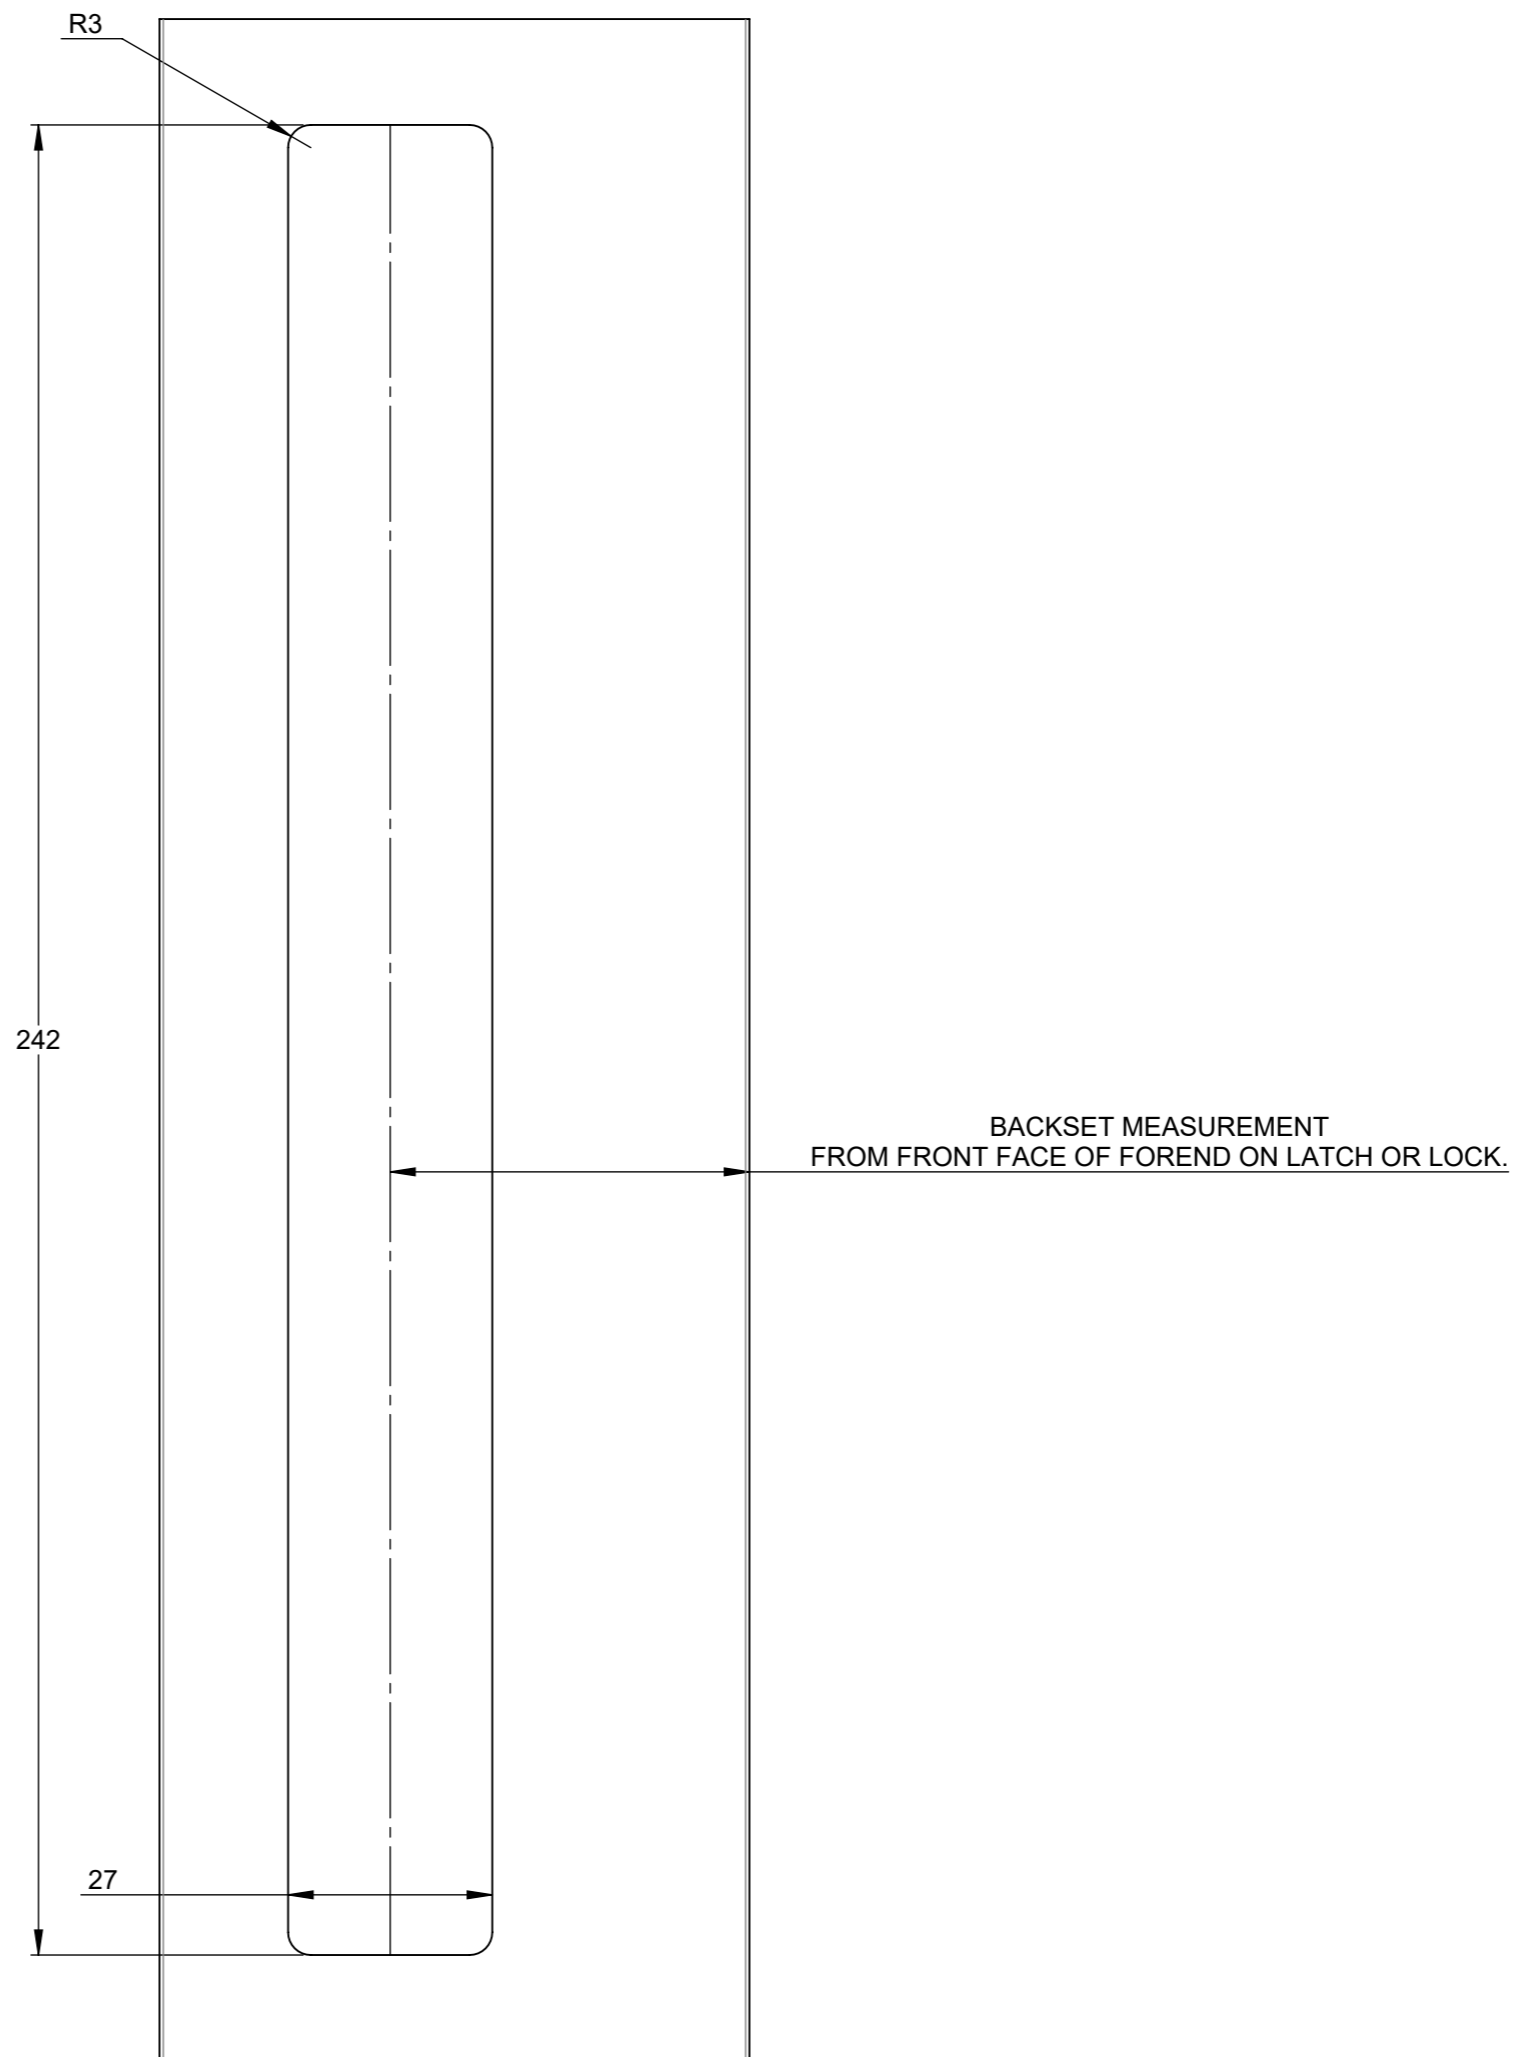 R3
242
BACKSET MEASUREMENT
FROM FRONT FACE OF FOREND ON LATCH OR LOCK.
27